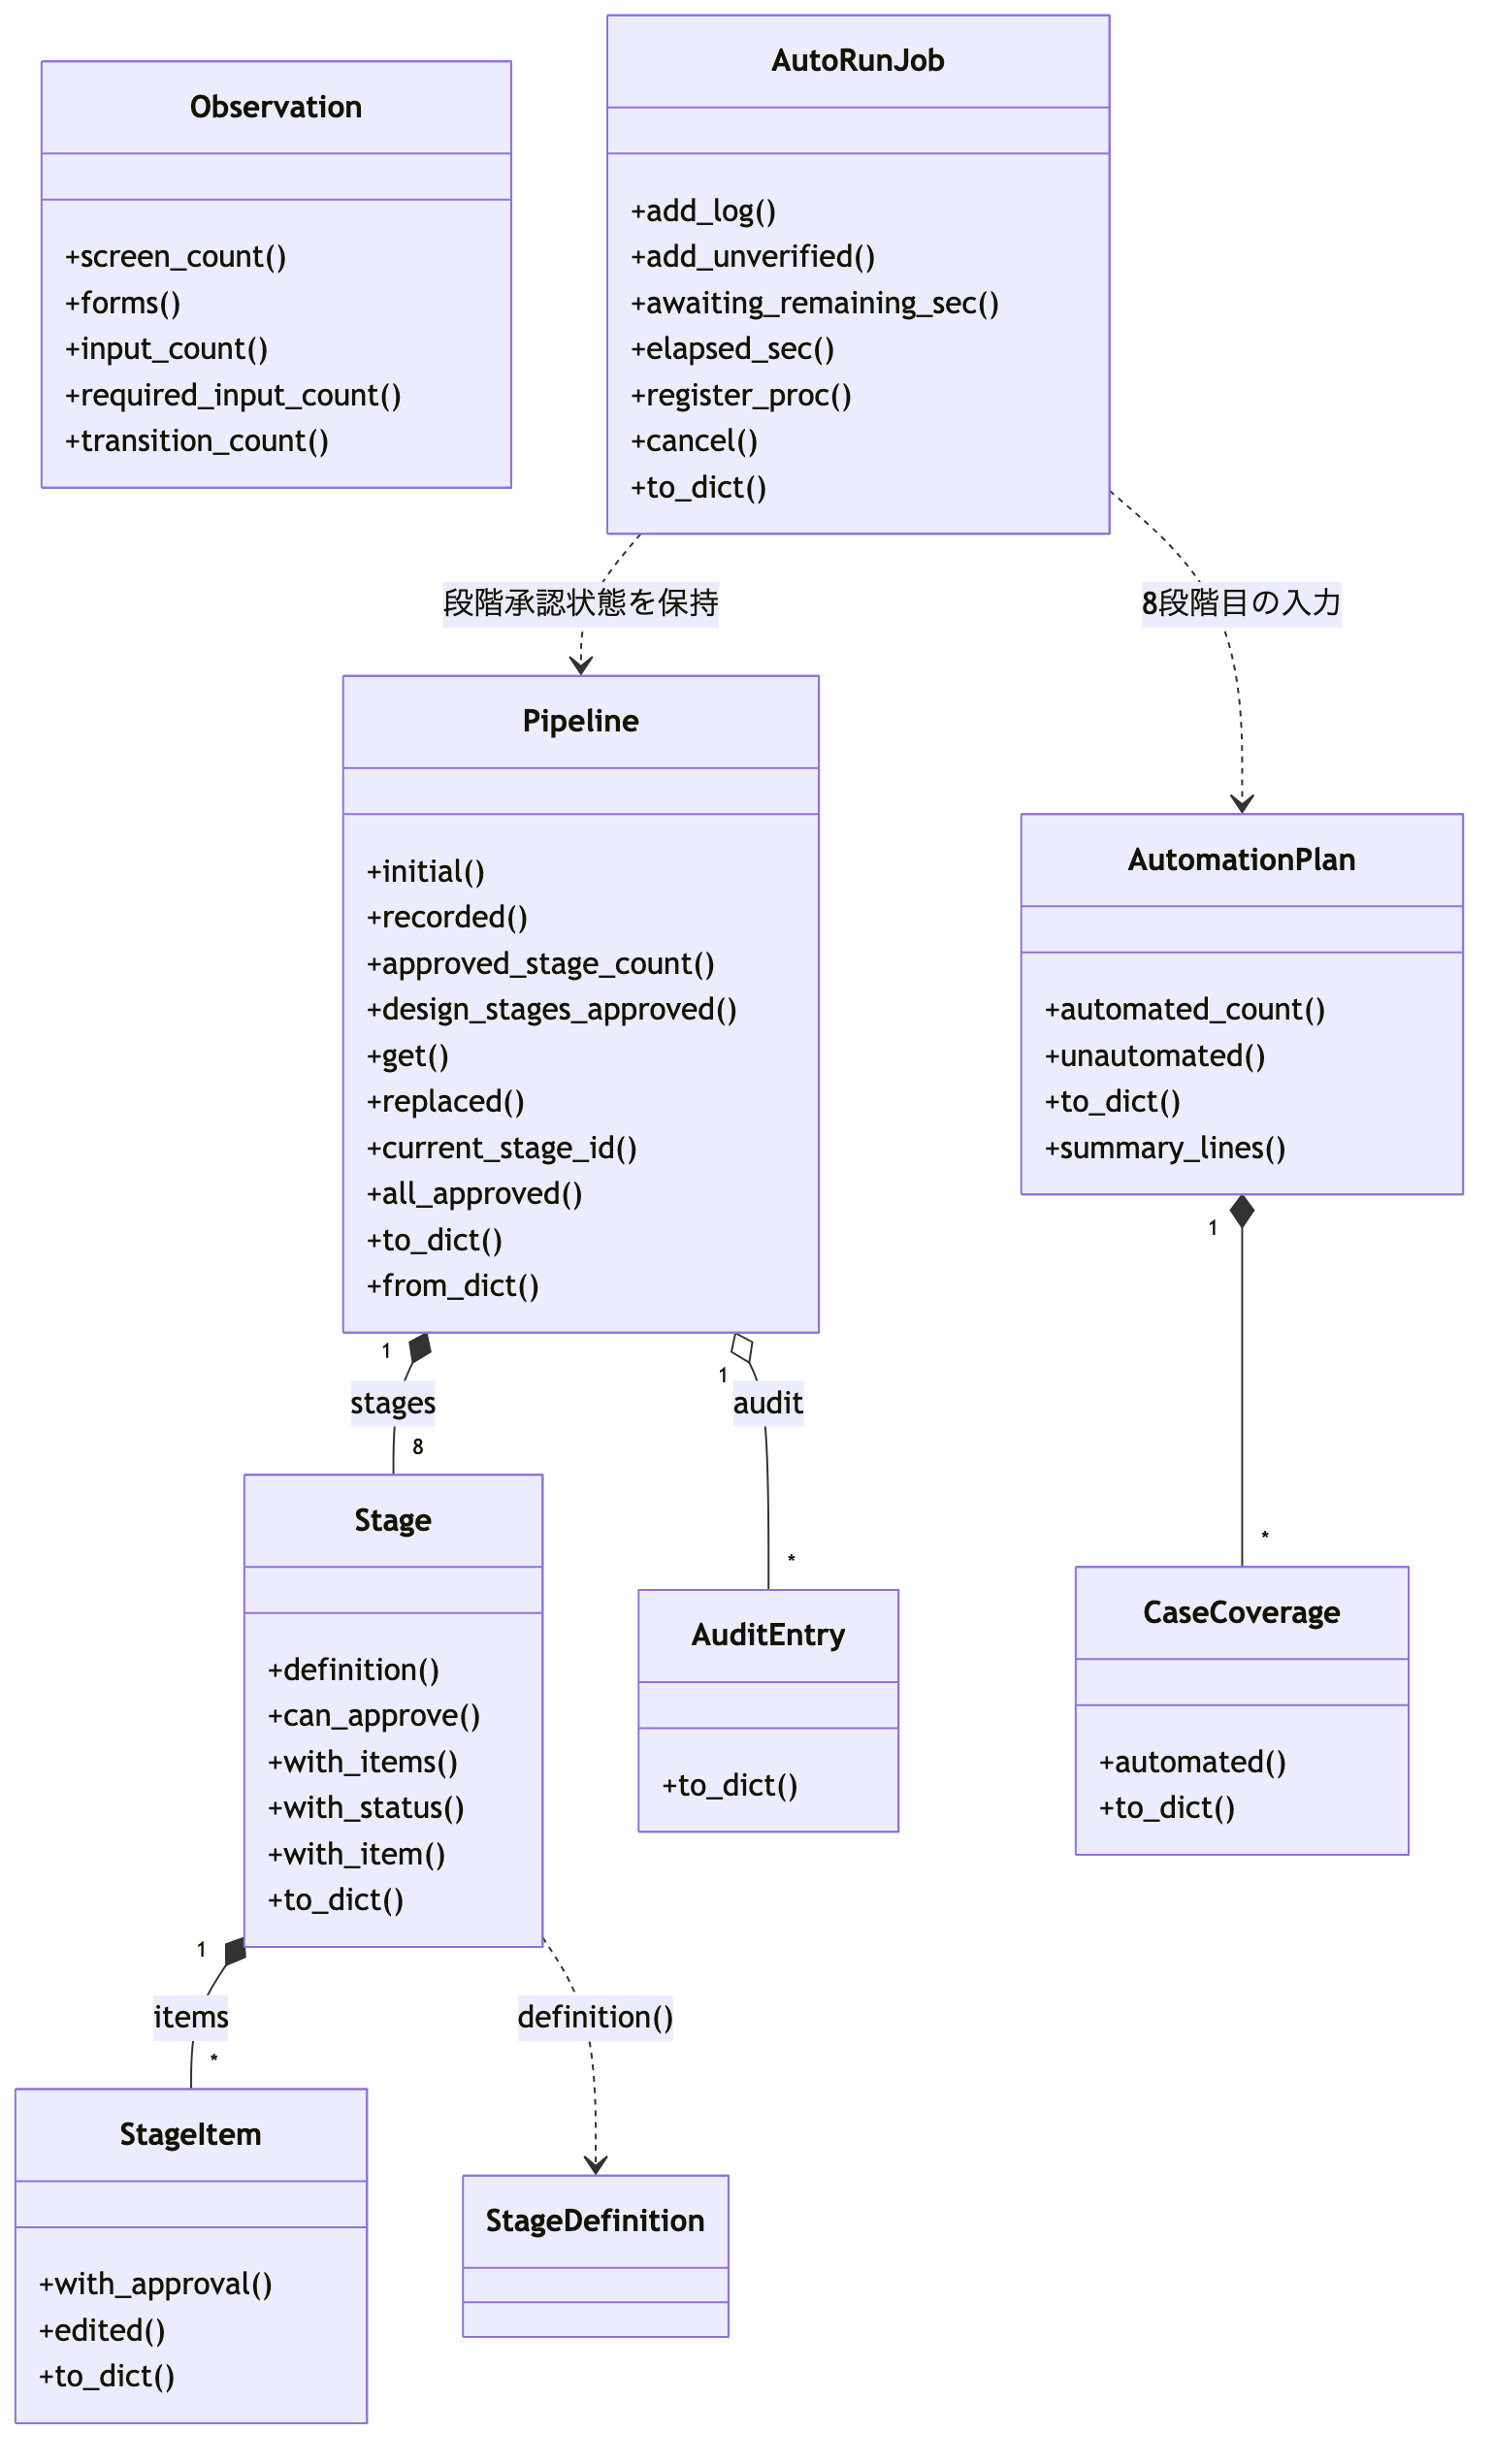 Observation
+screen_count()
+forms()
+input_count()
+required_input_count()
+transition_count()
AutoRunJob
+add_log()
+add_unverified()
+awaiting_remaining_sec()
+elapsed_sec()
+register_proc()
+cancel()
+to_dict()
段階承認状態を保持
8段階目の入力
Pipeline
+initial()
+recorded()
+approved_stage_count()
+design_stages_approved()
+get()
+replaced()
+current_stage_id()
+all_approved()
+to_dict()
+from_dict()
AutomationPlan
+automated_count()
+unautomated()
+to_dict()
+summary_lines()
1
stages
8
1
audit
*
1
*
Stage
+definition()
+can_approve()
+with_items()
+with_status()
+with_item()
+to_dict()
AuditEntry
+to_dict()
CaseCoverage
+automated()
+to_dict()
1
items
*
definition()
StageItem
+with_approval()
+edited()
+to_dict()
StageDefinition